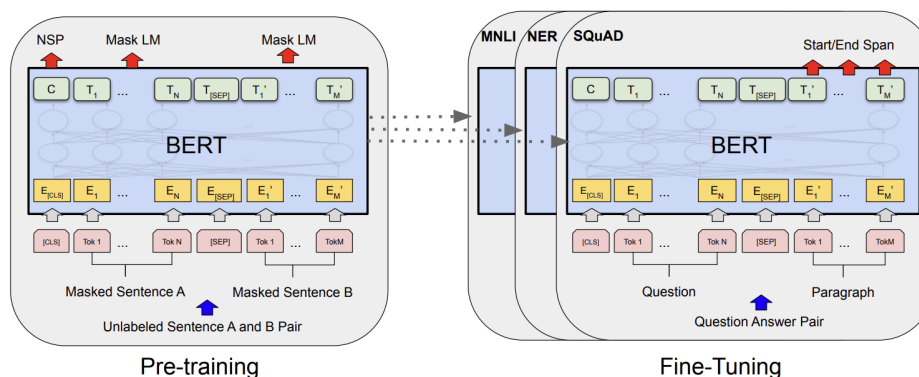 NSP Mask LM Mask LM
C T1 ... TN T[SEP] T1' ... TM'
BERT
E[CLS] E1 ... EN E[SEP] E1' ... EM'
[CLS] Tok 1 ... Tok N [SEP] Tok 1 ... TokM
Masked Sentence A Masked Sentence B
Unlabeled Sentence A and B Pair
Pre-training
MNLI NER SQuAD
Start/End Span
C T1 ... TN T[SEP] T1' ... TM'
BERT
E[CLS] E1 ... EN E[SEP] E1' ... EM'
[CLS] Tok 1 ... Tok N [SEP] Tok 1 ... TokM
Question Paragraph
Question Answer Pair
Fine-Tuning